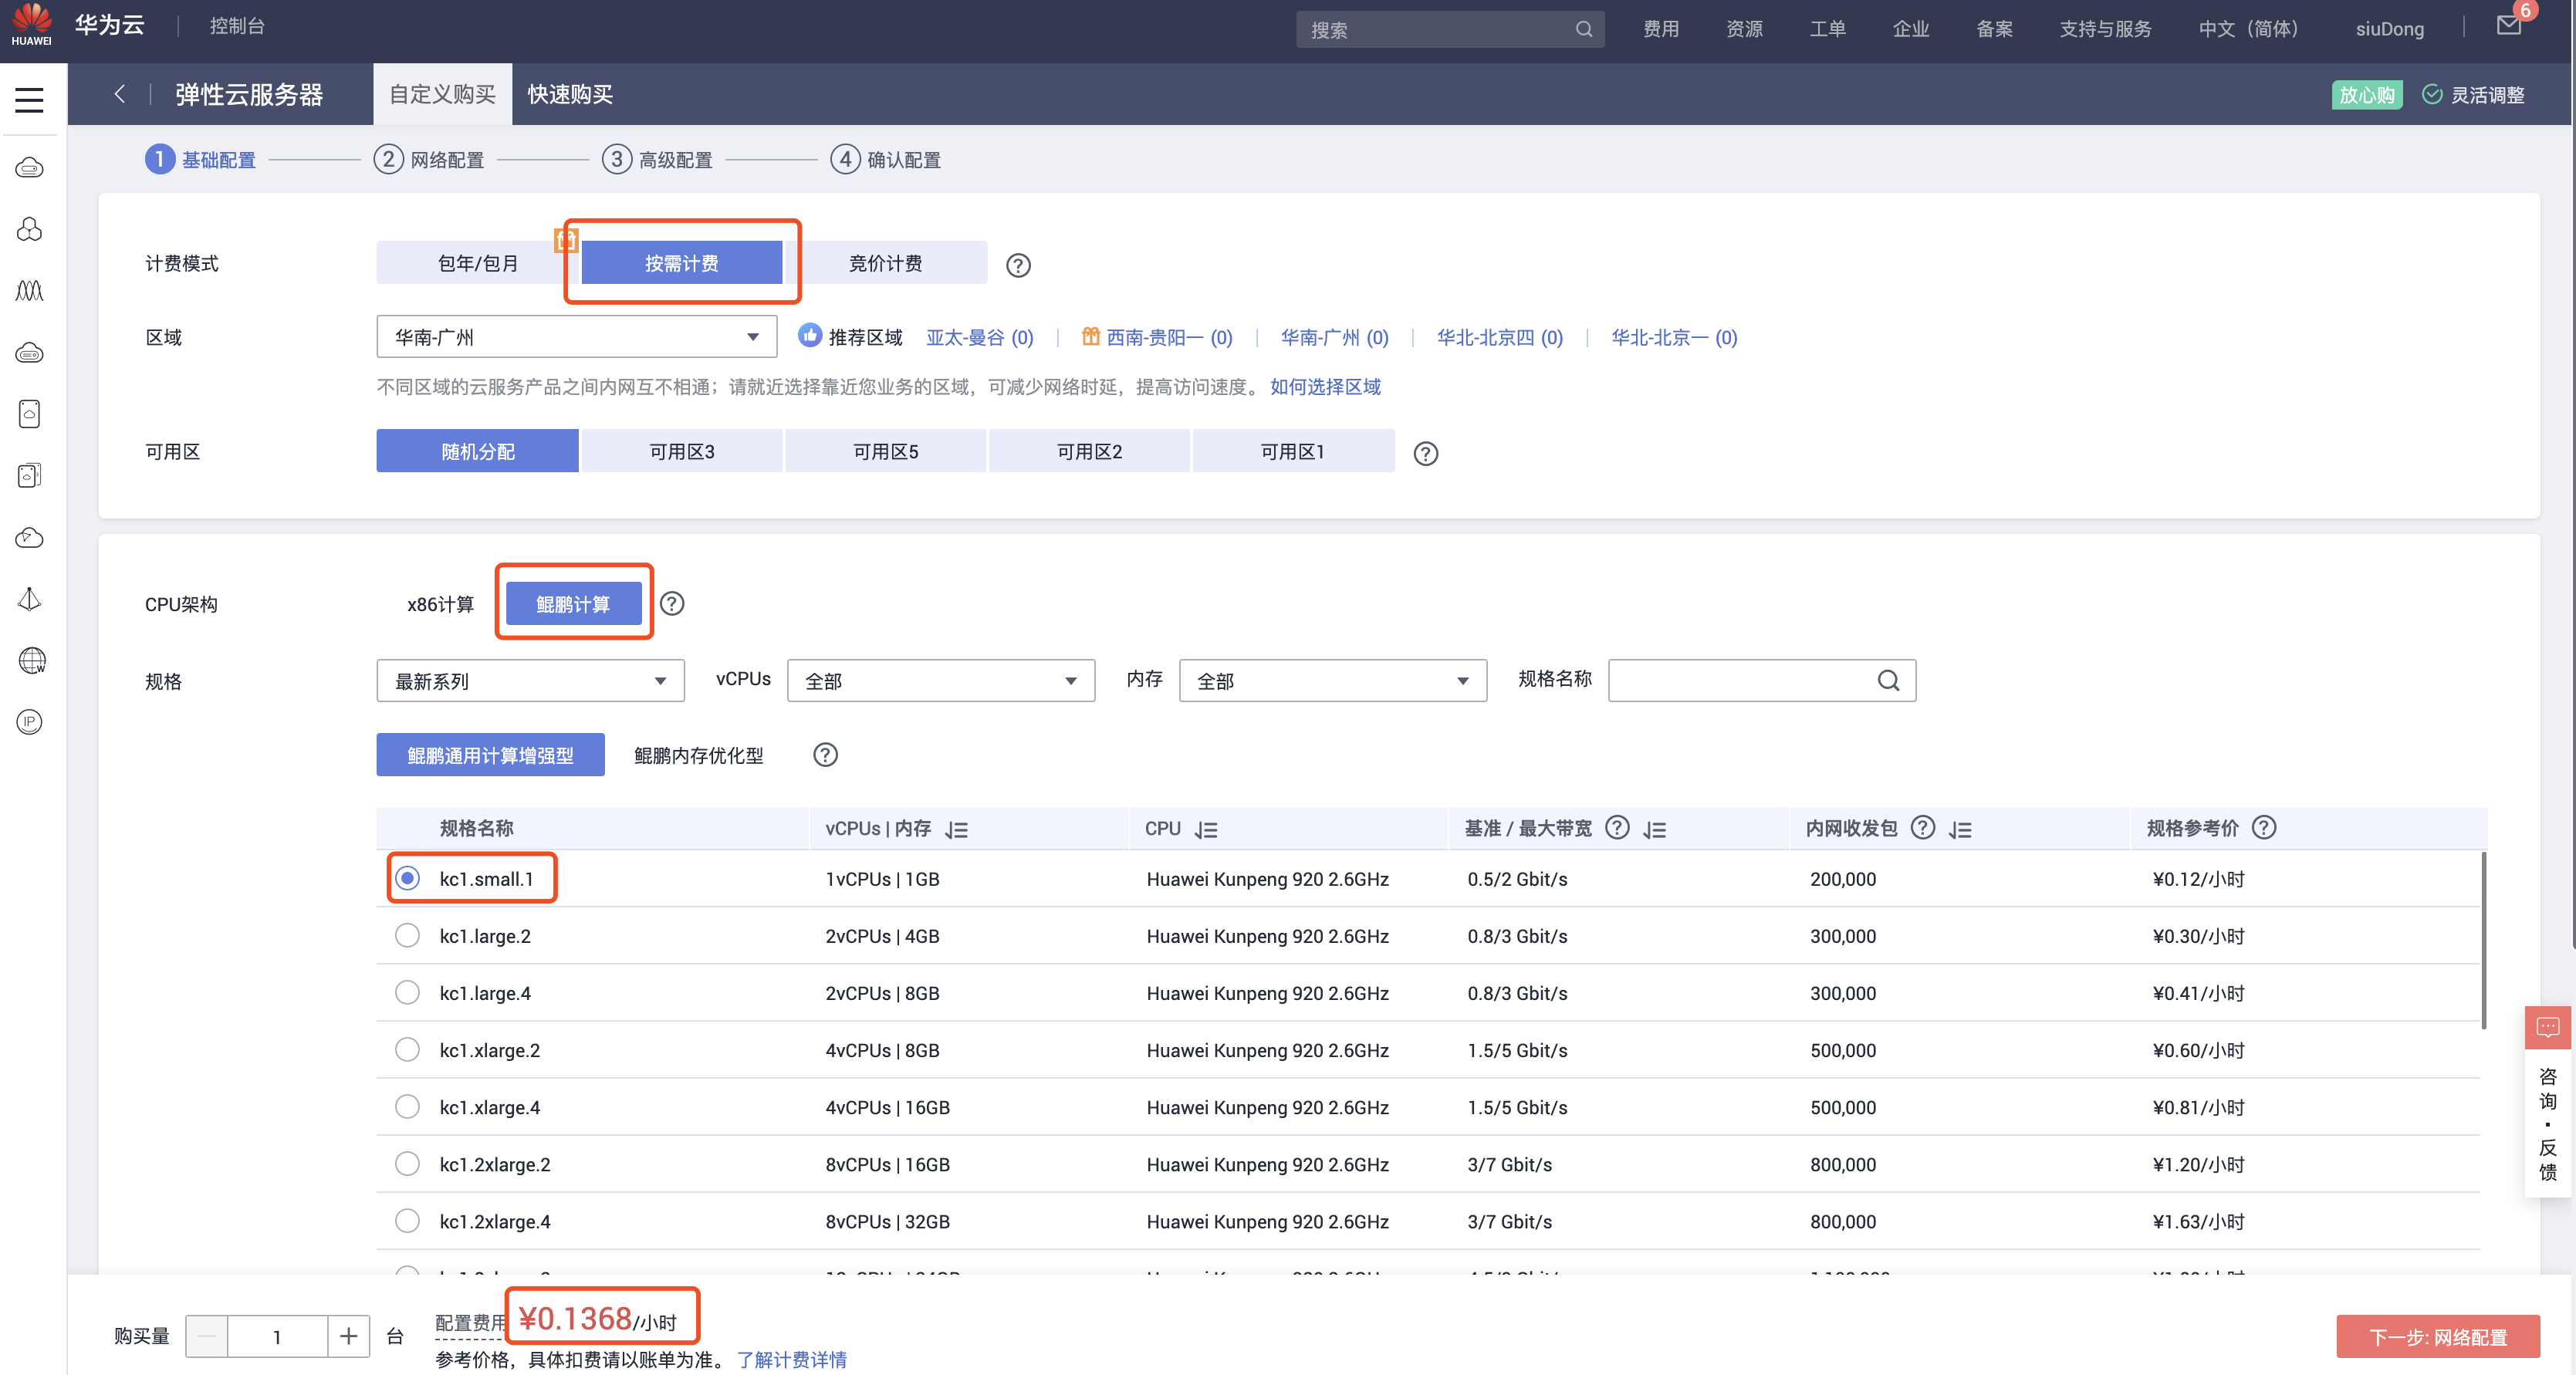 HUAWEI 华为云 控制台 搜索 费用 资源 工单 企业 备案 支持与服务 中文（简体） siuDong 6
弹性云服务器 自定义购买 快速购买 放心购 灵活调整
1 基础配置 2 网络配置 3 高级配置 4 确认配置
计费模式 包年/包月 按需计费 竞价计费 ?
区域 华南-广州 推荐区域 亚太-曼谷 (0) | 西南-贵阳一 (0) | 华南-广州 (0) | 华北-北京四 (0) | 华北-北京一 (0)
不同区域的云服务产品之间内网互不相通；请就近选择靠近您业务的区域，可减少网络时延，提高访问速度。 如何选择区域
可用区 随机分配 可用区3 可用区5 可用区2 可用区1 ?
CPU架构 x86计算 鲲鹏计算 ?
规格 最新系列 vCPUs 全部 内存 全部 规格名称
鲲鹏通用计算增强型 鲲鹏内存优化型 ?
规格名称 vCPUs | 内存 CPU 基准 / 最大带宽 ? 内网收发包 ? 规格参考价 ?
kc1.small.1 1vCPUs | 1GB Huawei Kunpeng 920 2.6GHz 0.5/2 Gbit/s 200,000 ¥0.12/小时
kc1.large.2 2vCPUs | 4GB Huawei Kunpeng 920 2.6GHz 0.8/3 Gbit/s 300,000 ¥0.30/小时
kc1.large.4 2vCPUs | 8GB Huawei Kunpeng 920 2.6GHz 0.8/3 Gbit/s 300,000 ¥0.41/小时
kc1.xlarge.2 4vCPUs | 8GB Huawei Kunpeng 920 2.6GHz 1.5/5 Gbit/s 500,000 ¥0.60/小时
kc1.xlarge.4 4vCPUs | 16GB Huawei Kunpeng 920 2.6GHz 1.5/5 Gbit/s 500,000 ¥0.81/小时
kc1.2xlarge.2 8vCPUs | 16GB Huawei Kunpeng 920 2.6GHz 3/7 Gbit/s 800,000 ¥1.20/小时
kc1.2xlarge.4 8vCPUs | 32GB Huawei Kunpeng 920 2.6GHz 3/7 Gbit/s 800,000 ¥1.63/小时
购买量 1 + 台 配置费用 ¥0.1368/小时
参考价格，具体扣费请以账单为准。 了解计费详情
下一步: 网络配置
咨询·反馈
W
IP